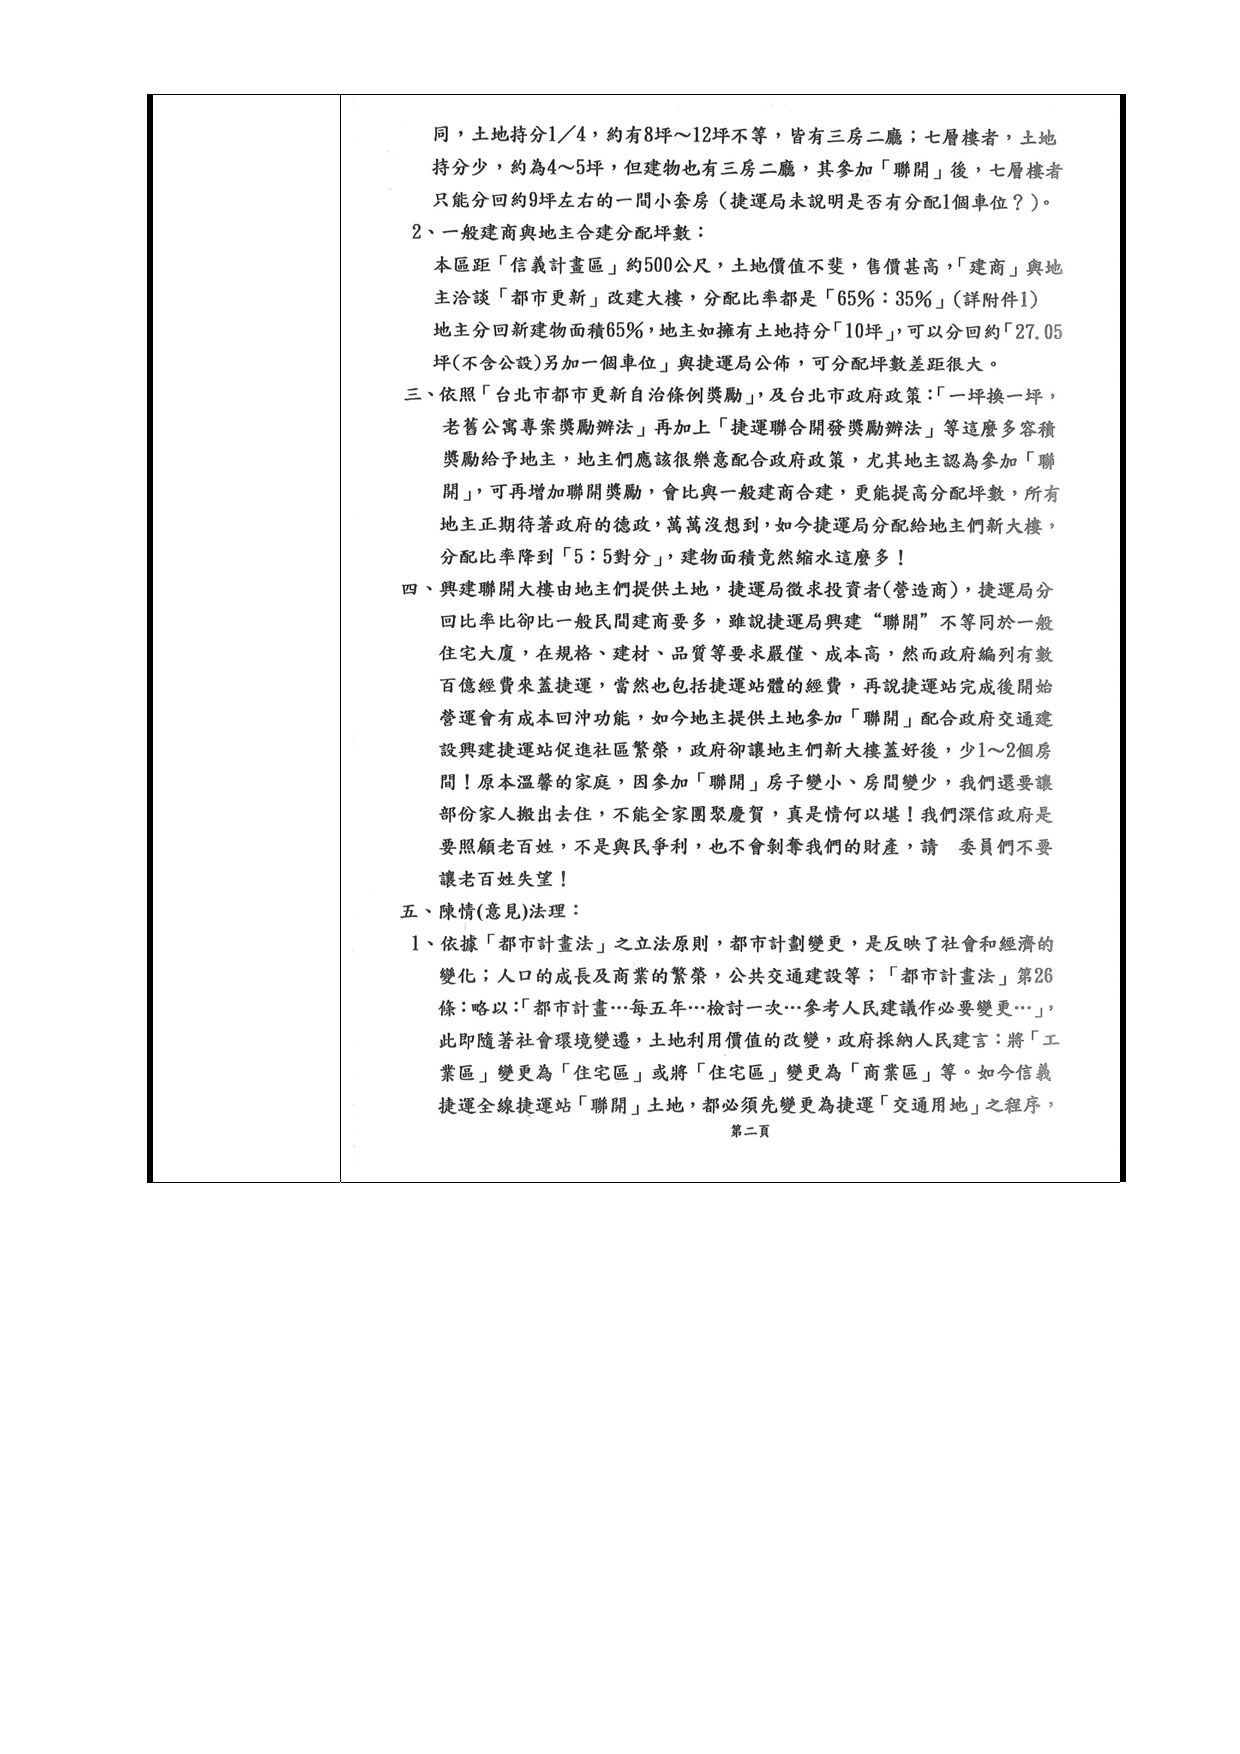 同，土地持分1／4，約有8坪～12坪不等，皆有三房二廳；七層樓者，土地
持分少，約為4～5坪，但建物也有三房二廳，其參加「聯開」後，七層樓者
只能分回約9坪左右的一間小套房（捷運局未說明是否有分配1個車位？）。
2、一般建商與地主合建分配坪數：
本區距「信義計畫區」約500公尺，土地價值不斐，售價甚高，「建商」與地
主洽談「都市更新」改建大樓，分配比率都是「65%：35%」（詳附件1）
地主分回新建物面積65%，地主如擁有土地持分「10坪」，可以分回約「27.05
坪(不含公設)另加一個車位」與捷運局公佈，可分配坪數差距很大。
三、依照「台北市都市更新自治條例獎勵」，及台北市政府政策：「一坪換一坪，
老舊公寓專案獎勵辦法」再加上「捷運聯合開發獎勵辦法」等這麼多容積
獎勵給予地主，地主們應該很樂意配合政府政策，尤其地主認為參加「聯
開」，可再增加聯開獎勵，會比與一般建商合建，更能提高分配坪數，所有
地主正期待著政府的德政，萬萬沒想到，如今捷運局分配給地主們新大樓，
分配比率降到「5：5對分」，建物面積竟然縮水這麼多！
四、興建聯開大樓由地主們提供土地，捷運局徵求投資者(營造商)，捷運局分
回比率比卻比一般民間建商要多，雖說捷運局興建“聯開”不等同於一般
住宅大廈，在規格、建材、品質等要求嚴僅、成本高，然而政府編列有數
百億經費來蓋捷運，當然也包括捷運站體的經費，再說捷運站完成後開始
營運會有成本回沖功能，如今地主提供土地參加「聯開」配合政府交通建
設興建捷運站促進社區繁榮，政府卻讓地主們新大樓蓋好後，少1～2個房
間！原本溫馨的家庭，因參加「聯開」房子變小、房間變少，我們還要讓
部份家人搬出去住，不能全家團聚慶賀，真是情何以堪！我們深信政府是
要照顧老百姓，不是與民爭利，也不會剝奪我們的財產，請　委員們不要
讓老百姓失望！
五、陳情(意見)法理：
1、依據「都市計畫法」之立法原則，都市計劃變更，是反映了社會和經濟的
變化；人口的成長及商業的繁榮，公共交通建設等；「都市計畫法」第26
條：略以：「都市計畫…每五年…檢討一次…參考人民建議作必要變更…」，
此即隨著社會環境變遷，土地利用價值的改變，政府採納人民建言：將「工
業區」變更為「住宅區」或將「住宅區」變更為「商業區」等。如今信義
捷運全線捷運站「聯開」土地，都必須先變更為捷運「交通用地」之程序，
第二頁